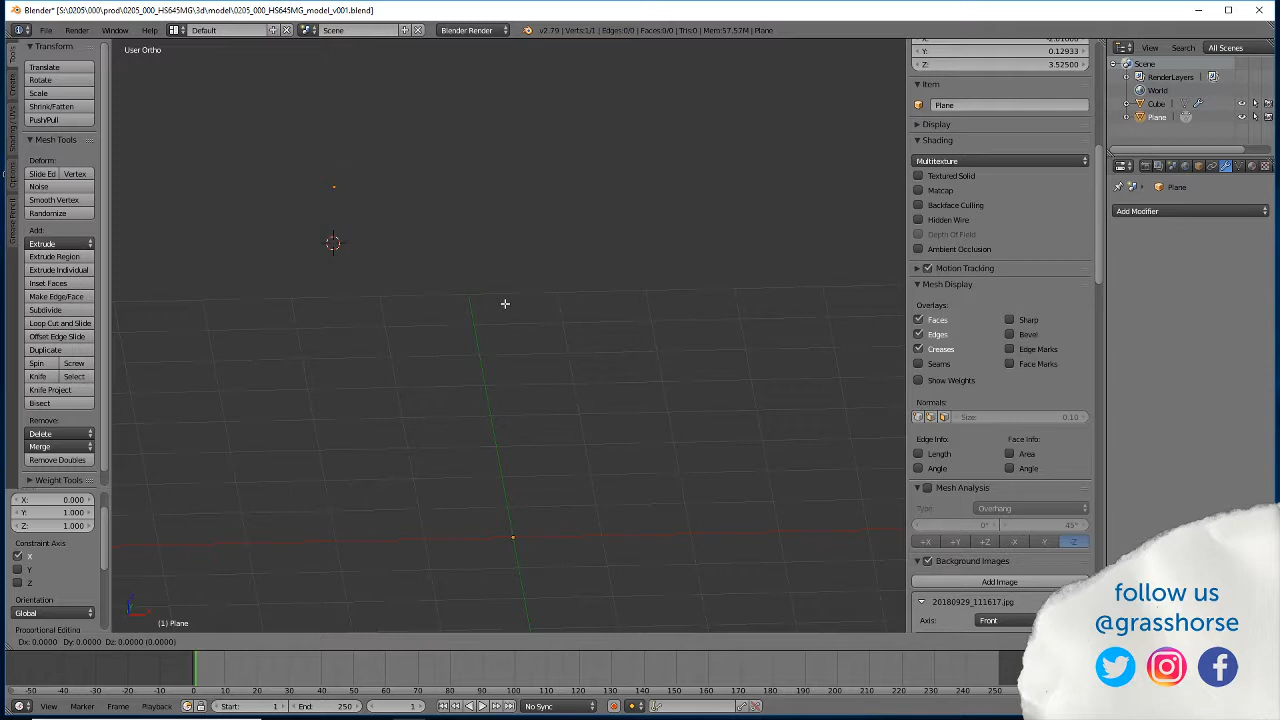 Blender* [S:\0205\000\prod\0205_000_HS645MG\3d\model\0205_000_HS645MG_model_v001.blend]
File Render Window Help Default Scene Blender Render v2.79 | Verts:1/1 | Edges:0/0 | Faces:0/0 | Tris:0 | Mem:57.57M | Plane
Tools
Create
Shading / UVs
Options
Grease Pencil
Transform
Translate
Rotate
Scale
Shrink/Fatten
Push/Pull
Mesh Tools
Deform:
Slide Ed Vertex
Noise
Smooth Vertex
Randomize
Add:
Extrude
Extrude Region
Extrude Individual
Inset Faces
Make Edge/Face
Subdivide
Loop Cut and Slide
Offset Edge Slide
Duplicate
Spin Screw
Knife Select
Knife Project
Bisect
Remove:
Delete
Merge
Remove Doubles
Weight Tools
X: 0.000
Y: 1.000
Z: 1.000
Constraint Axis
X
Y
Z
Orientation
Global
Proportional Editing
User Ortho
(1) Plane
Dx: 0.0000 Dy: 0.0000 Dz: 0.0000 (0.0000)
Y: 0.12933
Z: 3.52500
Item
Plane
Display
Shading
Multitexture
Textured Solid
Matcap
Backface Culling
Hidden Wire
Depth Of Field
Ambient Occlusion
Motion Tracking
Mesh Display
Overlays:
Faces Sharp
Edges Bevel
Creases Edge Marks
Seams Face Marks
Show Weights
Normals:
Size: 0.10
Edge Info: Face Info:
Length Area
Angle Angle
Mesh Analysis
Type: Overhang
0° 45°
+X +Y +Z -X -Y -Z
Background Images
Add Image
20180929_111617.jpg
Axis: Front
View Search All Scenes
Scene
RenderLayers
World
Cube
Plane
Plane
Add Modifier
follow us
@grasshorse
-50 -40 -30 -20 -10 0 10 20 30 40 50 60 70 80 90 100 110 120 130 140 150 160 170 180 190 200 210 220 230 240 250
View Marker Frame Playback Start: 1 End: 250 1 No Sync